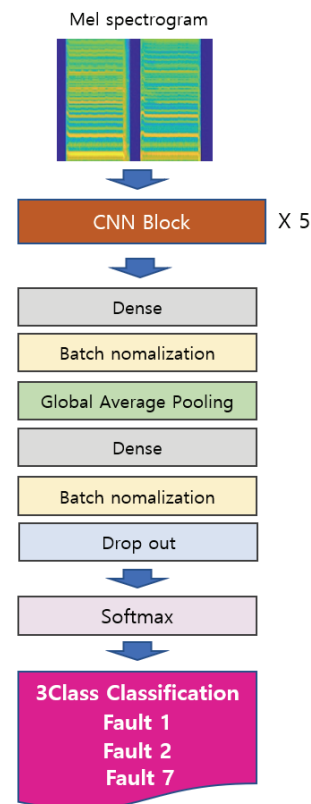 Mel spectrogram
CNN Block
X 5
Dense
Batch nomalization
Global Average Pooling
Dense
Batch nomalization
Drop out
Softmax
3Class Classification
Fault 1
Fault 2
Fault 7